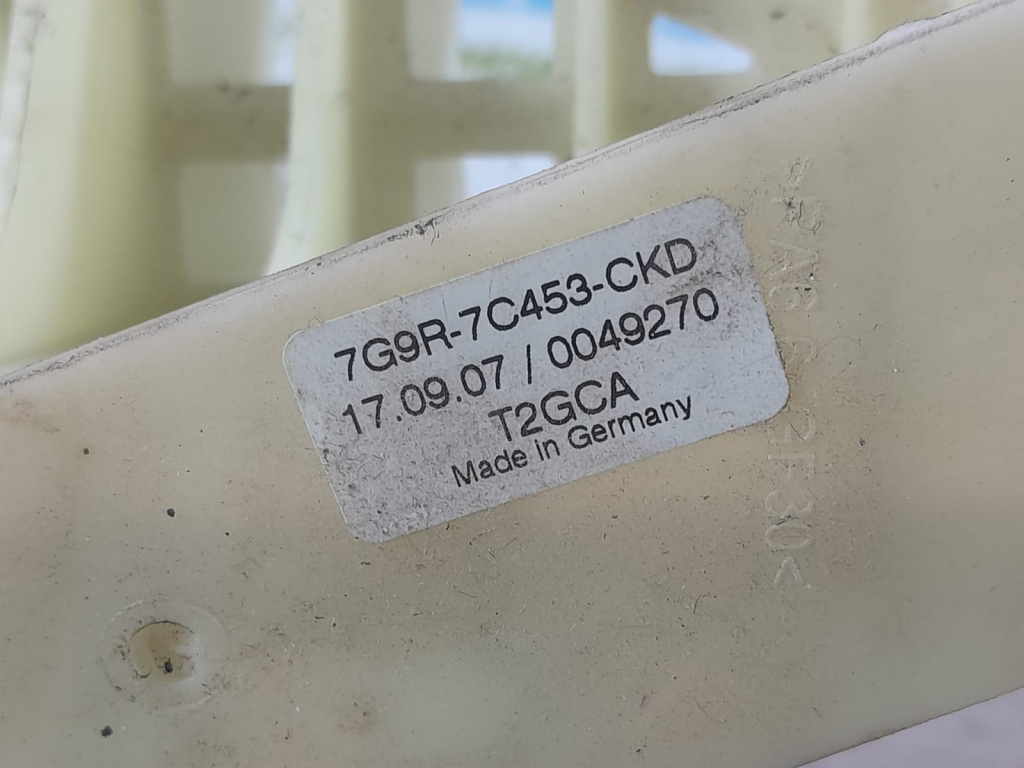 7G9R-7C453-CKD
17.09.07 / 0049270
T2GCA
Made in Germany